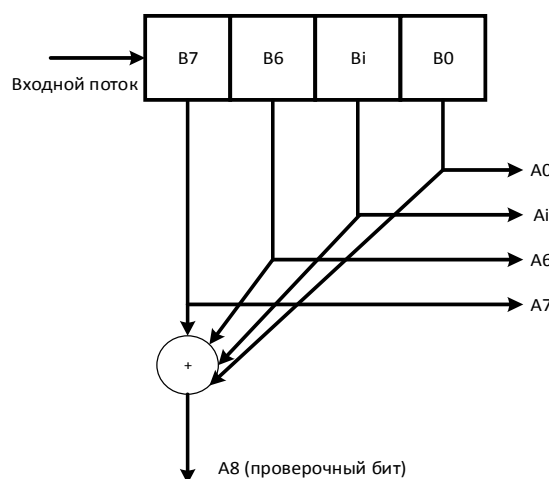 B7 B6 Bi B0
Входной поток
A0
Ai
A6
A7
+
A8 (проверочный бит)